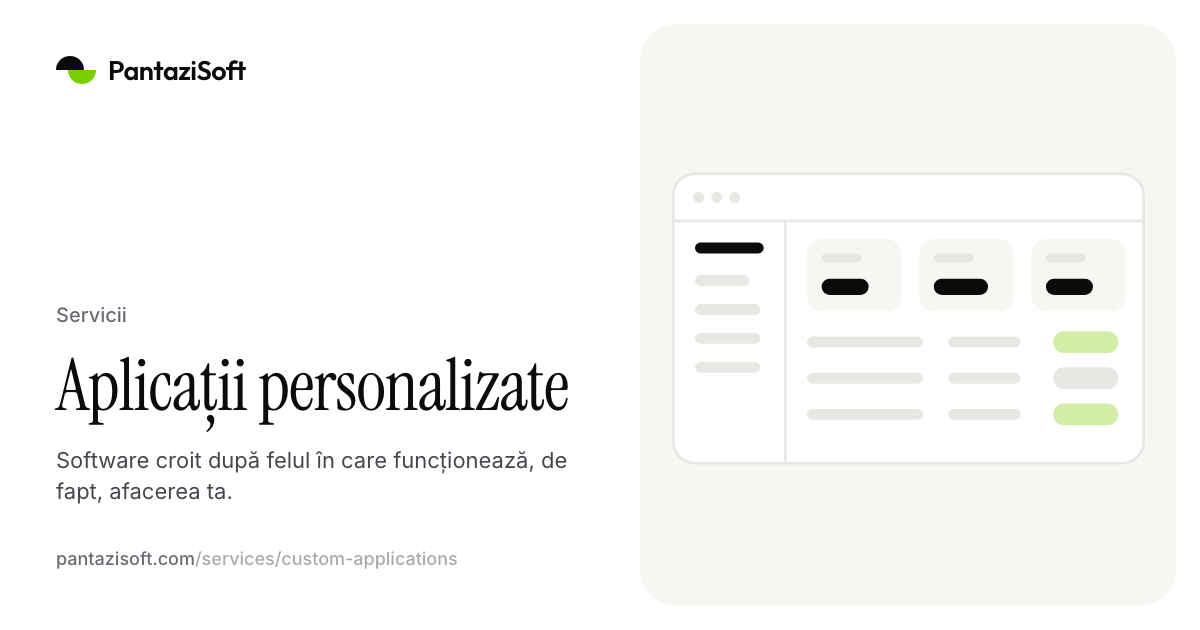 PantaziSoft
Servicii
Aplicații personalizate
Software croit după felul în care funcționează, de
fapt, afacerea ta.
pantazisoft.com/services/custom-applications